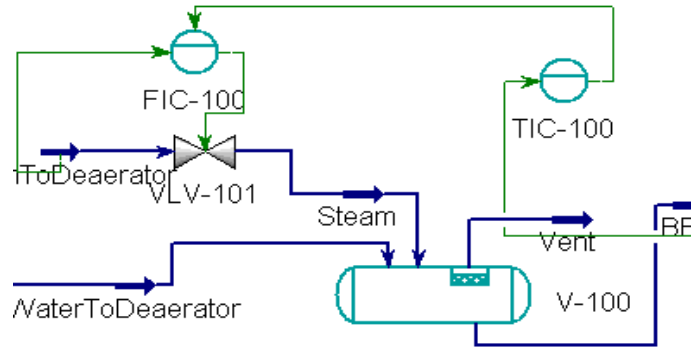 FIC-100
TIC-100
ToDeaerator
VLV-101
Steam
Vent
V-100
WaterToDeaerator